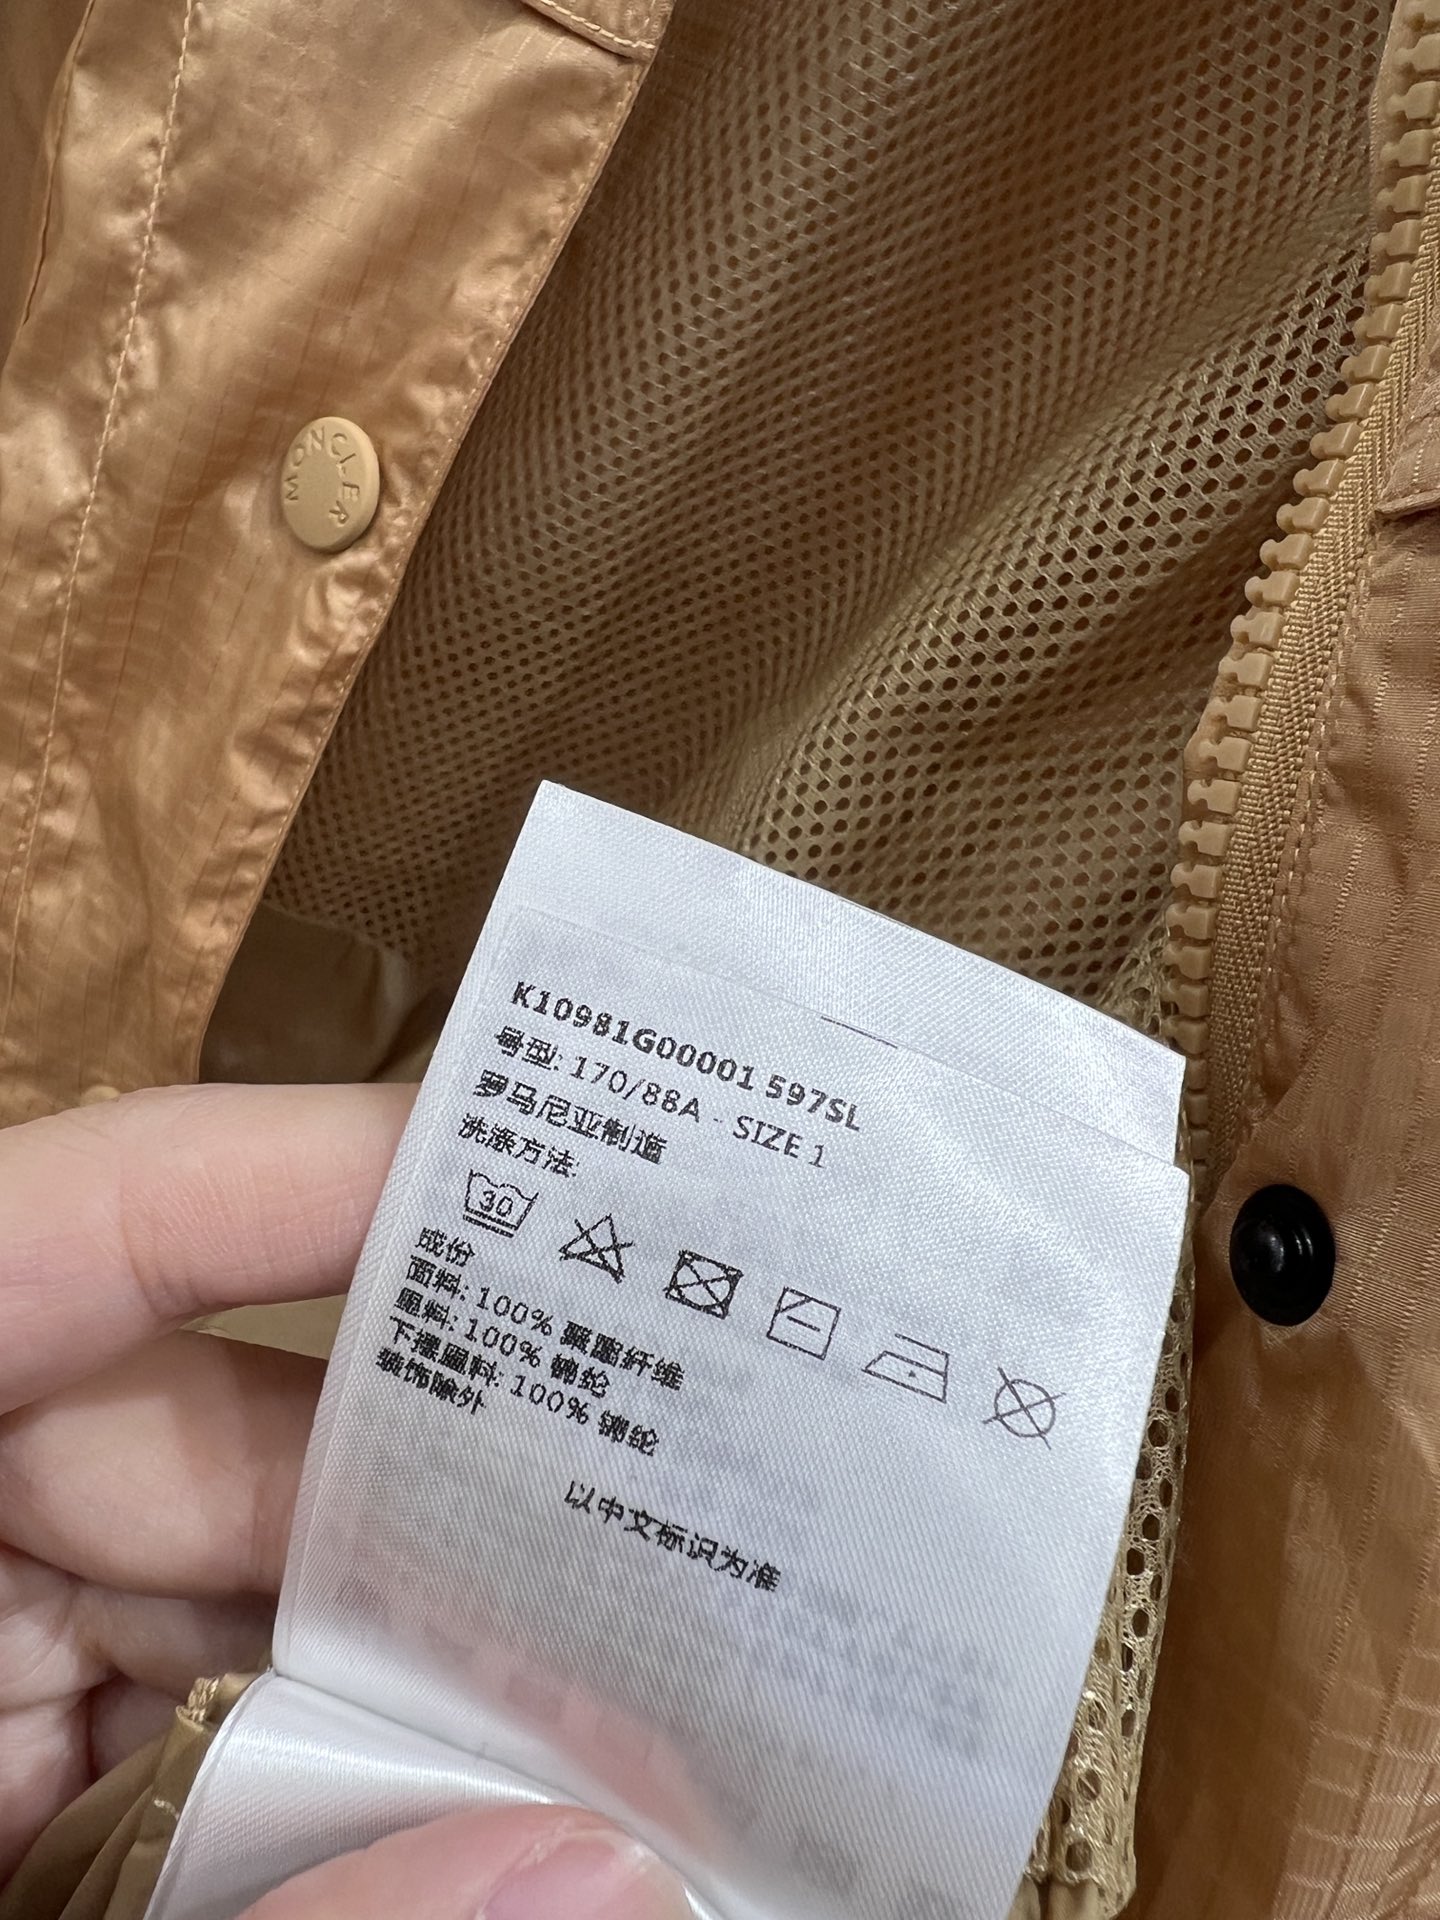 MONCLER
K10981G00001 597SL
号型: 170/88A - SIZE 1
罗马尼亚制造
洗涤方法:
30
成份
面料: 100% 聚酯纤维
里料: 100% 锦纶
下摆里料: 100% 锦纶
装饰除外
以中文标识为准